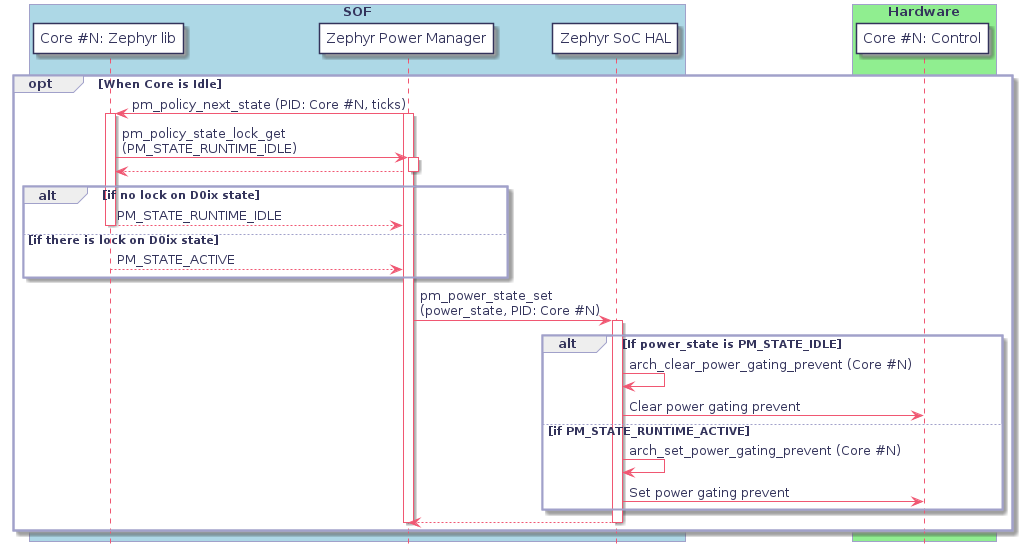 SOF
Hardware
Core #N: Zephyr lib
Zephyr Power Manager
Zephyr SoC HAL
Core #N: Control
opt
[When Core is Idle]
pm_policy_next_state (PID: Core #N, ticks)
pm_policy_state_lock_get
(PM_STATE_RUNTIME_IDLE)
alt
[if no lock on D0ix state]
PM_STATE_RUNTIME_IDLE
[if there is lock on D0ix state]
PM_STATE_ACTIVE
pm_power_state_set
(power_state, PID: Core #N)
alt
[If power_state is PM_STATE_IDLE]
arch_clear_power_gating_prevent (Core #N)
Clear power gating prevent
[if PM_STATE_RUNTIME_ACTIVE]
arch_set_power_gating_prevent (Core #N)
Set power gating prevent